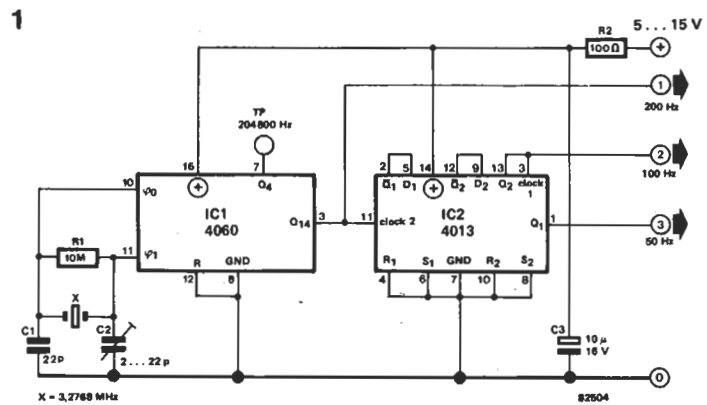 1
R2
5 . . . 15 V
100Ω
+
1
200 Hz
TP
204800 Hz
2
100 Hz
16
7
2
5
14
12
9
13
3
10
φ0
+
Q4
Q̅1
D1
+
Q̅2
D2
Q2
clock 1
IC1
4060
Q14
3
11
clock 2
IC2
4013
Q1
1
3
50 Hz
R1
10M
11
φ1
R
GND
R1
S1
GND
R2
S2
12
8
4
6
7
10
8
X
C1
22p
C2
2 . . . 22 p
C3
10 µ
16 V
0
X = 3,2768 MHz
82504